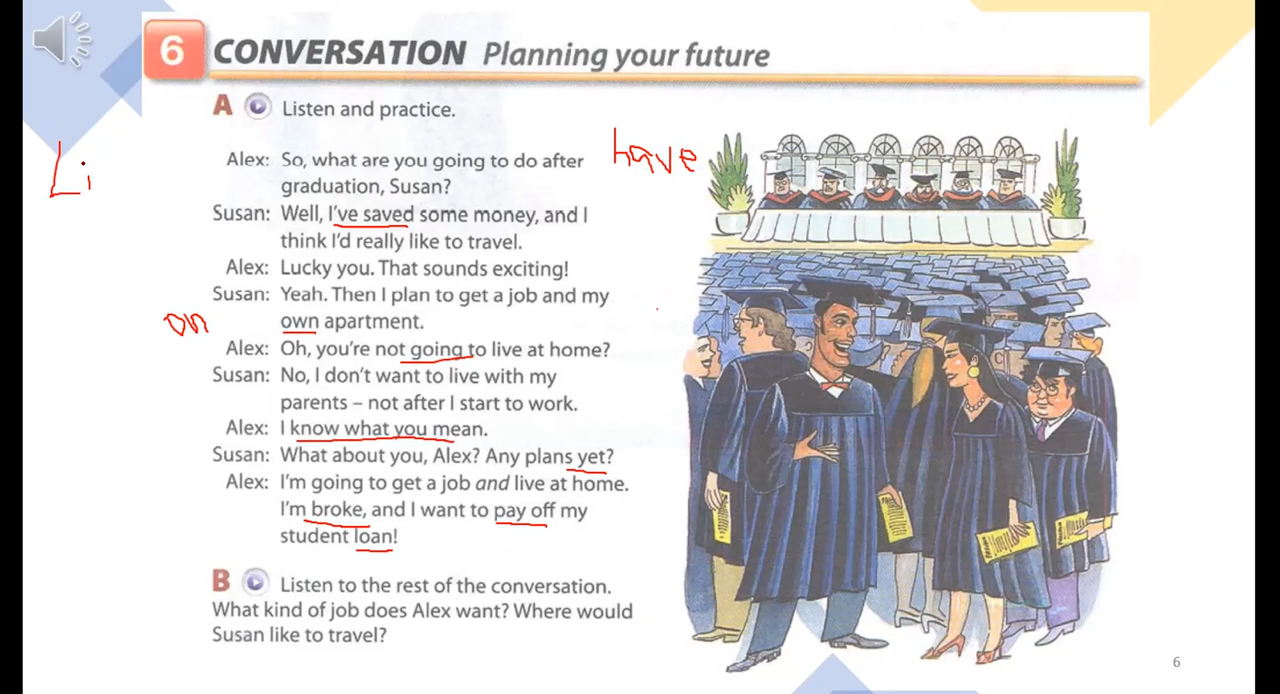 6 CONVERSATION Planning your future
A Listen and practice.
have
Li
Alex: So, what are you going to do after
graduation, Susan?
Susan: Well, I've saved some money, and I
think I'd really like to travel.
Alex: Lucky you. That sounds exciting!
Susan: Yeah. Then I plan to get a job and my
own apartment.
on
Alex: Oh, you're not going to live at home?
Susan: No, I don't want to live with my
parents – not after I start to work.
Alex: I know what you mean.
Susan: What about you, Alex? Any plans yet?
Alex: I'm going to get a job and live at home.
I'm broke, and I want to pay off my
student loan!
B Listen to the rest of the conversation.
What kind of job does Alex want? Where would
Susan like to travel?
6